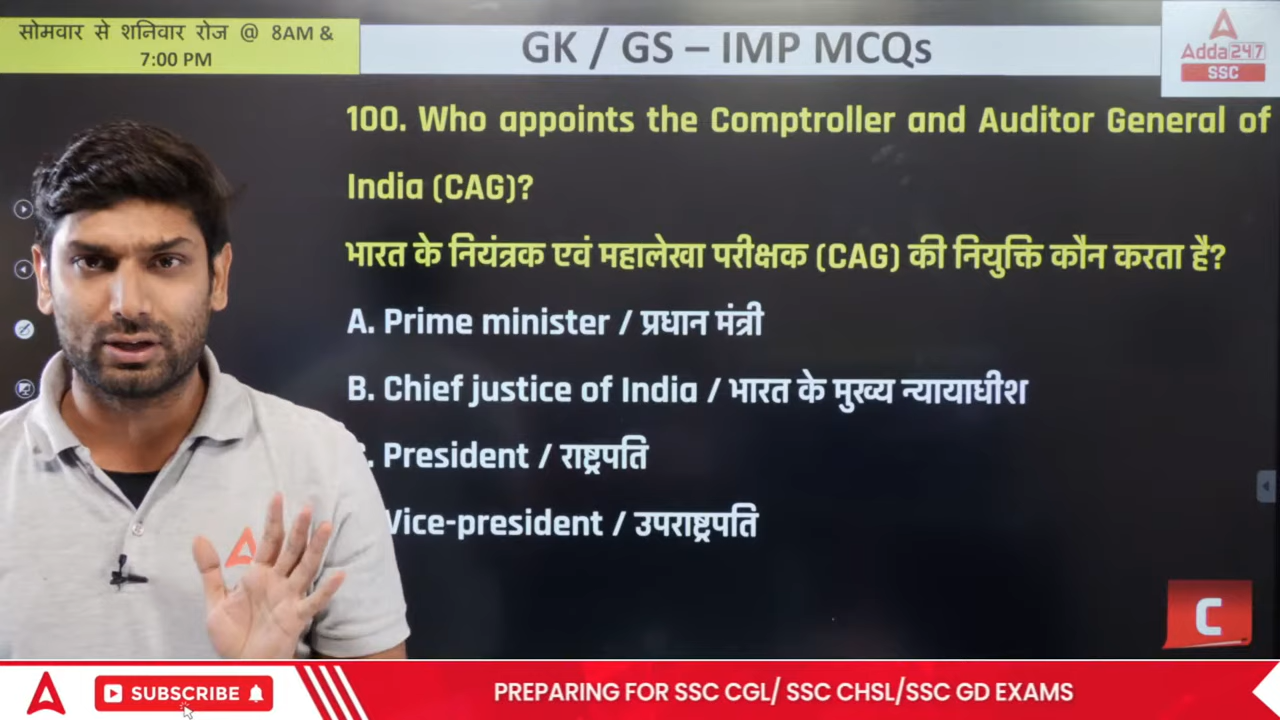 सोमवार से शनिवार रोज @ 8AM &
7:00 PM
GK / GS – IMP MCQs
Adda 247
SSC
100. Who appoints the Comptroller and Auditor General of
India (CAG)?
भारत के नियंत्रक एवं महालेखा परीक्षक (CAG) की नियुक्ति कौन करता है?
A. Prime minister / प्रधान मंत्री
B. Chief justice of India / भारत के मुख्य न्यायाधीश
. President / राष्ट्रपति
Vice-president / उपराष्ट्रपति
C
SUBSCRIBE
PREPARING FOR SSC CGL/ SSC CHSL/SSC GD EXAMS